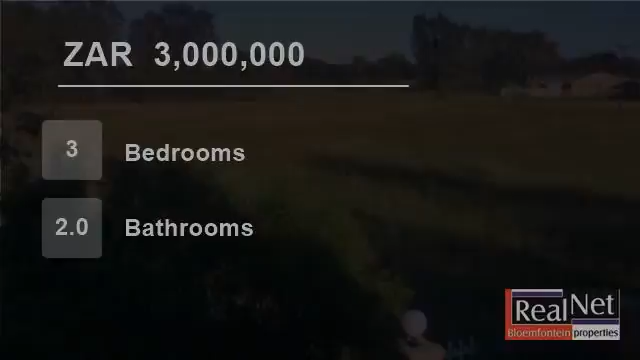 ZAR 3,000,000
3 Bedrooms
2.0 Bathrooms
RealNet
Bloemfontein properties